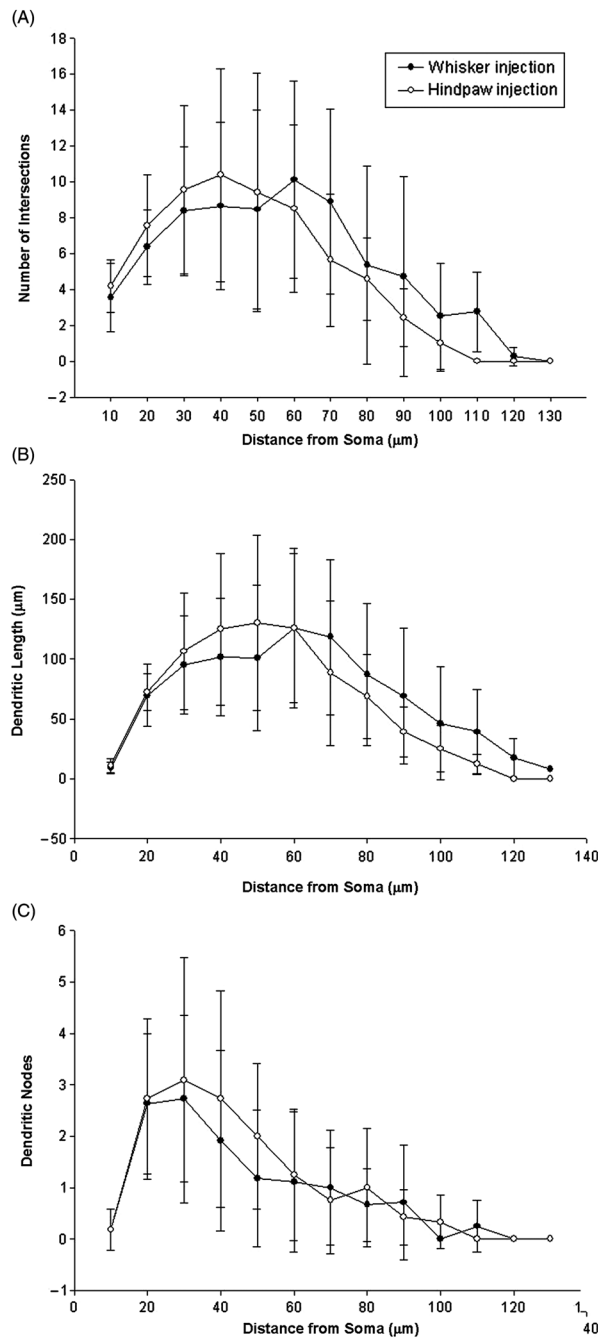 (A)
18
16
14
12
10
8
6
4
2
0
−2
Number of Intersections
Whisker injection
Hindpaw injection
10 20 30 40 50 60 70 80 90 100 110 120 130
Distance from Soma (μm)
(B)
250
200
150
100
50
0
−50
Dendritic Length (μm)
0 20 40 60 80 100 120 140
Distance from Soma (μm)
(C)
6
5
4
3
2
1
0
−1
Dendritic Nodes
0 20 40 60 80 100 120 1
40
Distance from Soma (μm)